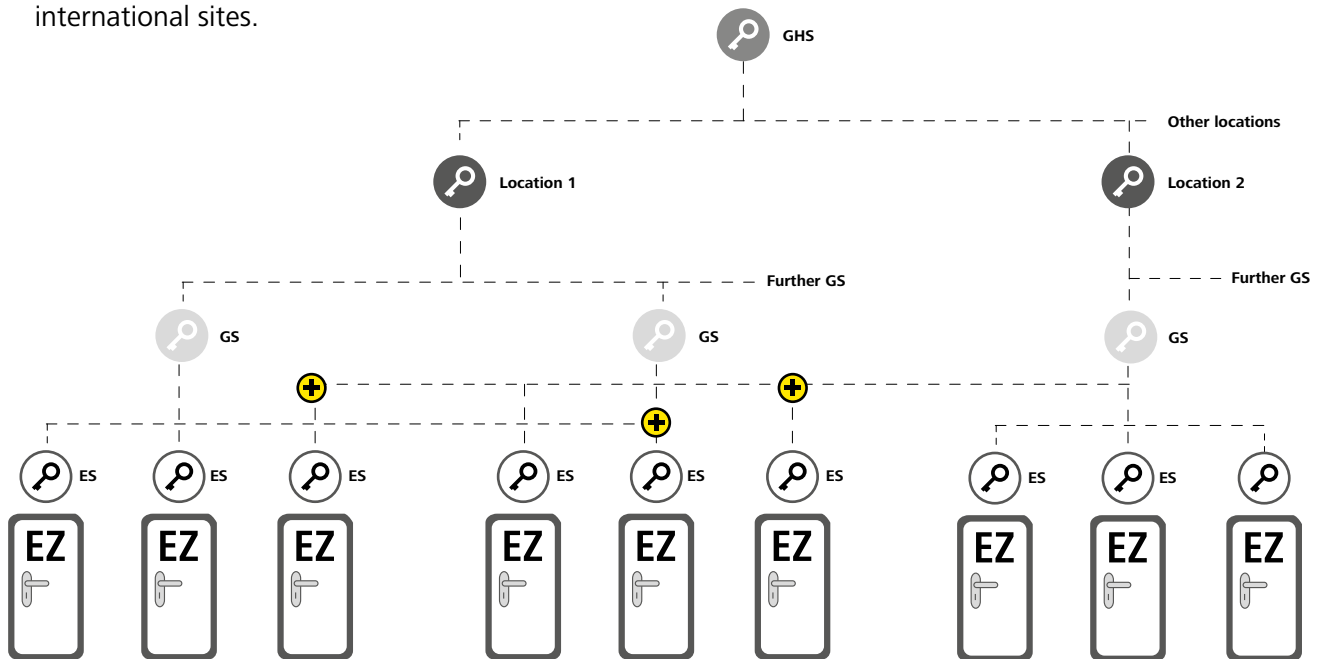 international sites.
GHS
Other locations
Location 1
Location 2
Further GS
Further GS
GS
GS
GS
ES
ES
ES
ES
ES
ES
ES
ES
EZ
EZ
EZ
EZ
EZ
EZ
EZ
EZ
EZ